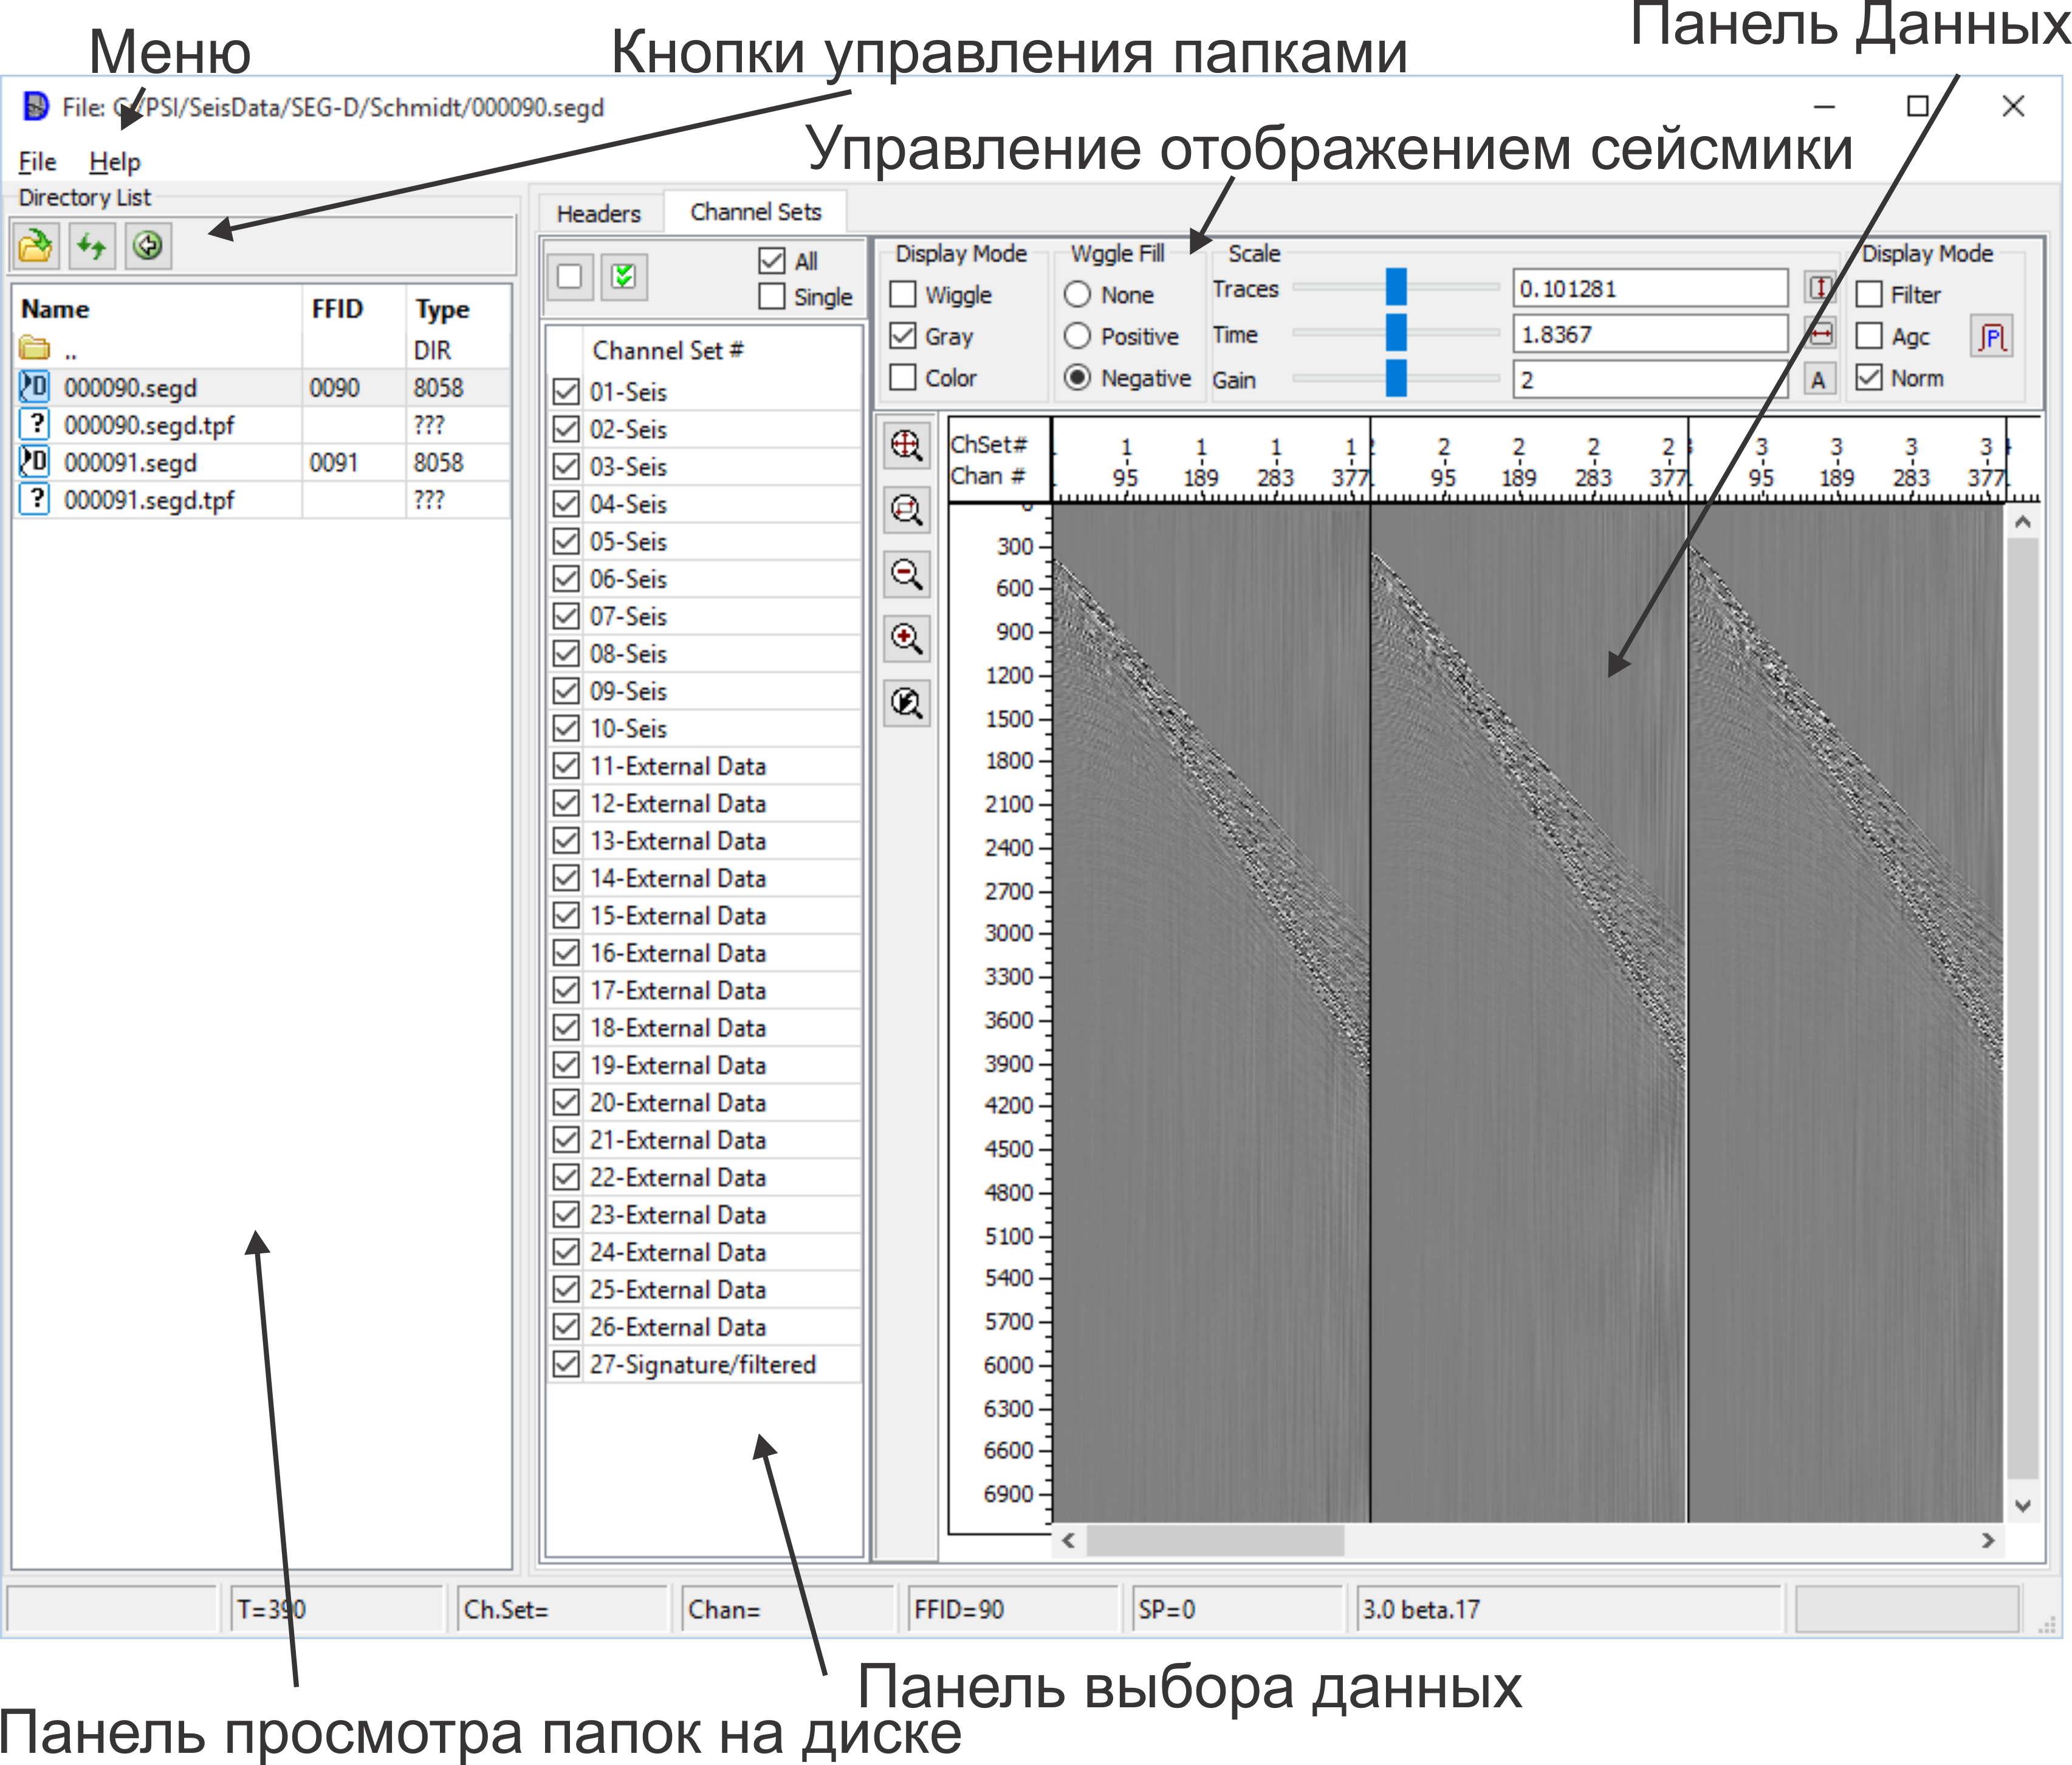 Панель Данных
Меню
Кнопки управления папками
File: G:/PSI/SeisData/SEG-D/Schmidt/000090.segd
Управление отображением сейсмики
File Help
Directory List
Headers Channel Sets
All
Single
Display Mode
Wiggle
Gray
Color
Wggle Fill
None
Positive
Negative
Scale
Traces 0.101281
Time 1.8367
Gain 2 A
Display Mode
Filter
Agc P
Norm
Name FFID Type
.. DIR
000090.segd 0090 8058
000090.segd.tpf ???
000091.segd 0091 8058
000091.segd.tpf ???
Channel Set #
01-Seis
02-Seis
03-Seis
04-Seis
05-Seis
06-Seis
07-Seis
08-Seis
09-Seis
10-Seis
11-External Data
12-External Data
13-External Data
14-External Data
15-External Data
16-External Data
17-External Data
18-External Data
19-External Data
20-External Data
21-External Data
22-External Data
23-External Data
24-External Data
25-External Data
26-External Data
27-Signature/filtered
ChSet# 1 1 1 1 2 2 2 2 3 3 3 3
Chan # 95 189 283 377 95 189 283 377 95 189 283 377
0
300
600
900
1200
1500
1800
2100
2400
2700
3000
3300
3600
3900
4200
4500
4800
5100
5400
5700
6000
6300
6600
6900
T=390 Ch.Set= Chan= FFID=90 SP=0 3.0 beta.17
Панель выбора данных
Панель просмотра папок на диске